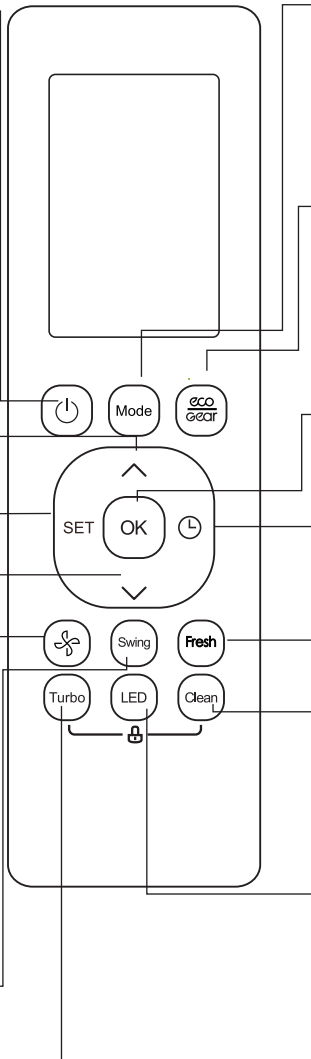 Mode
eco
Gear
SET
OK
Swing
Fresh
Turbo
LED
Clean